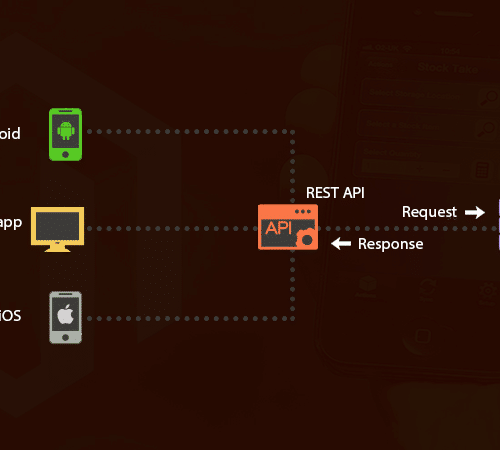 oid
REST API
Request
app
API
Response
iOS